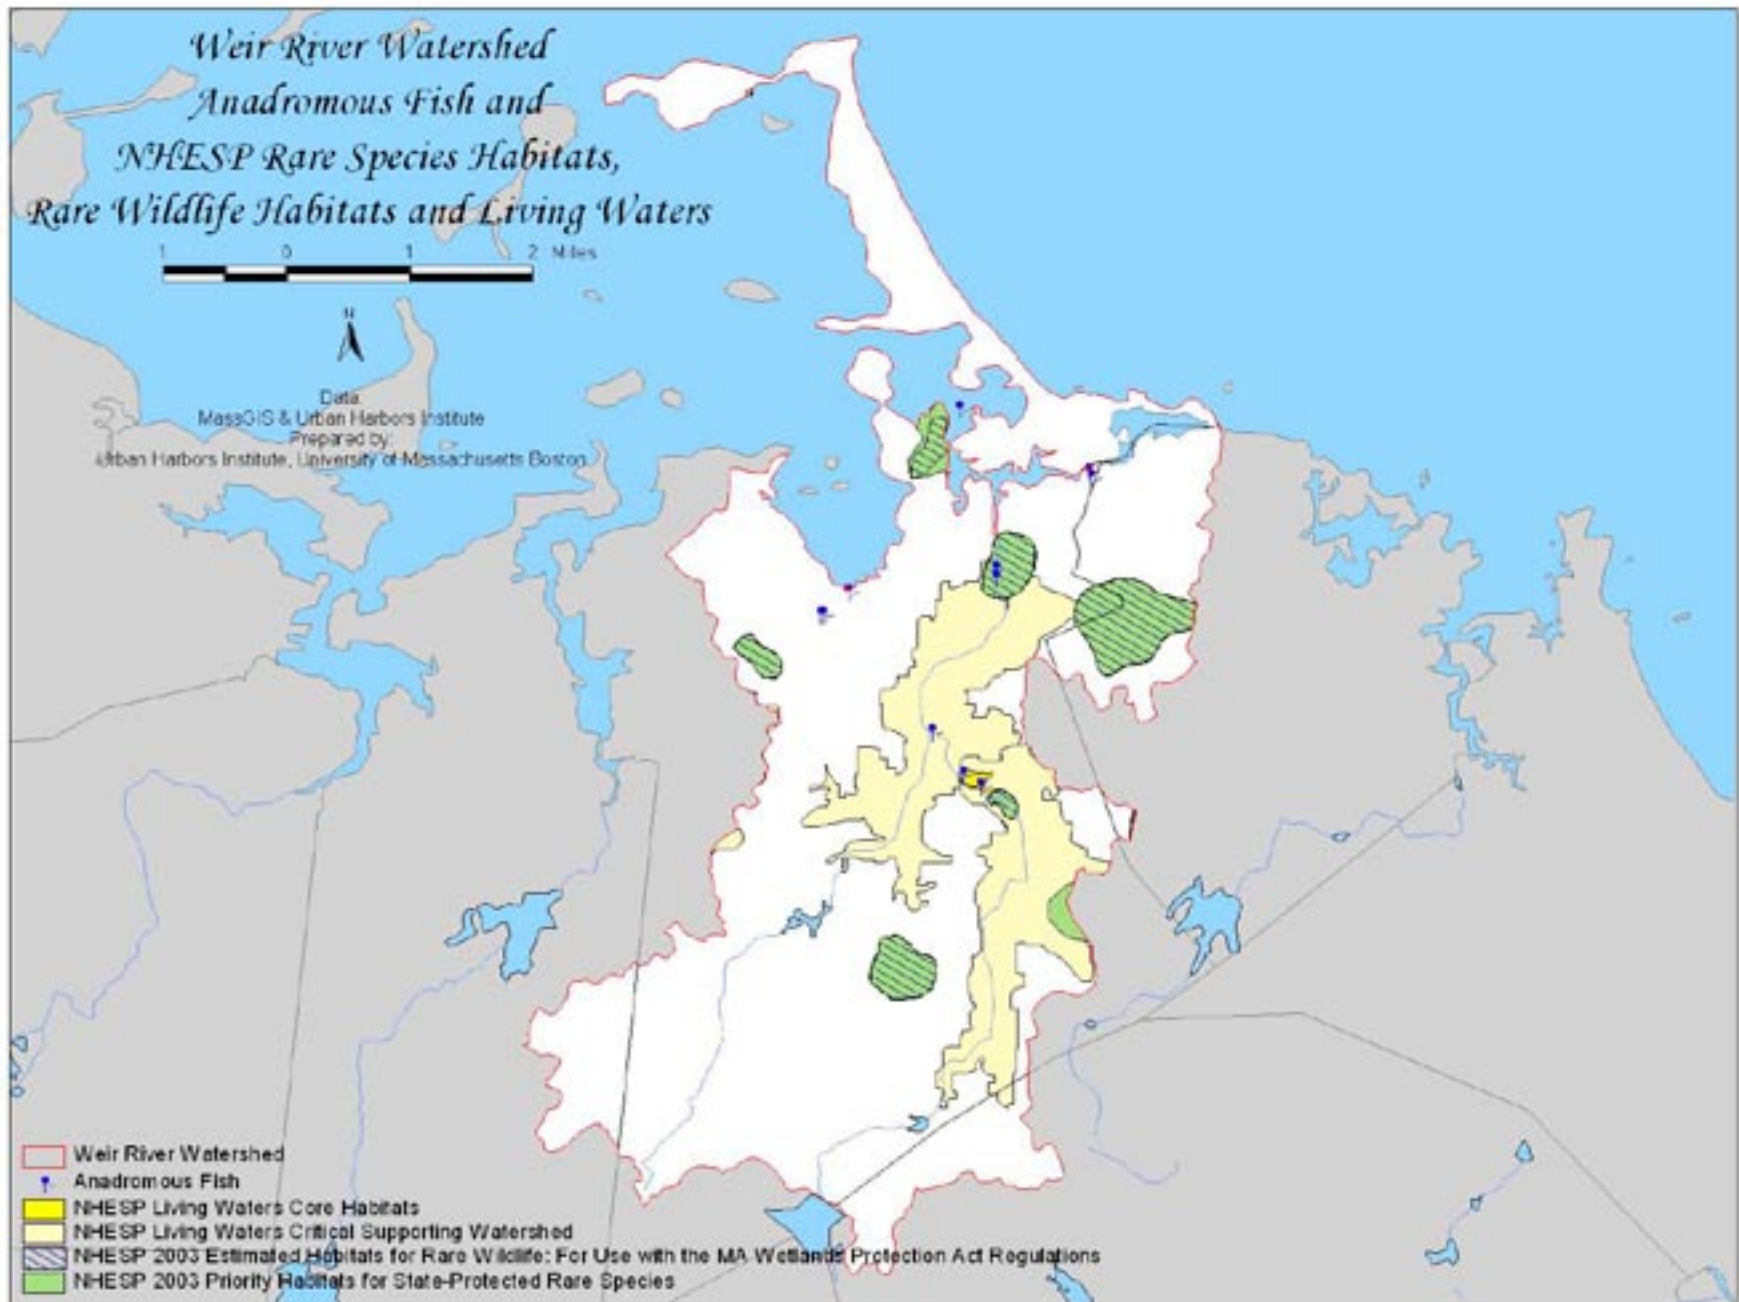 Weir River Watershed
Anadromous Fish and
NHESP Rare Species Habitats,
Rare Wildlife Habitats and Living Waters
1 0 1 2 Miles
N
Data:
MassGIS & Urban Harbors Institute
Prepared by:
Urban Harbors Institute, University of Massachusetts Boston
Weir River Watershed
Anadromous Fish
NHESP Living Waters Core Habitats
NHESP Living Waters Critical Supporting Watershed
NHESP 2003 Estimated Habitats for Rare Wildlife: For Use with the MA Wetlands Protection Act Regulations
NHESP 2003 Priority Habitats for State-Protected Rare Species